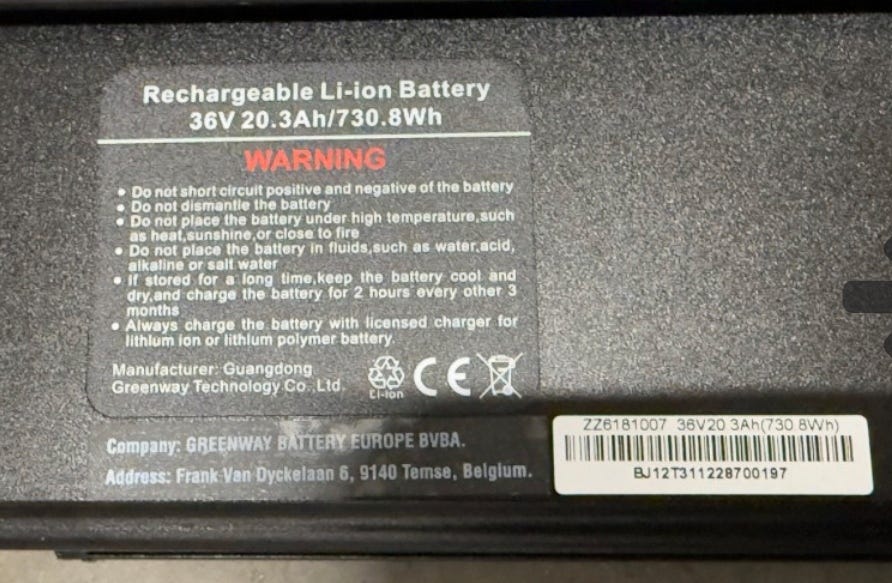 Rechargeable Li-ion Battery
36V 20.3Ah/730.8Wh
WARNING
• Do not short circuit positive and negative of the battery
• Do not dismantle the battery
• Do not place the battery under high temperature,such
as heat,sunshine,or close to fire
• Do not place the battery in fluids,such as water,acid,
alkaline or salt water
• If stored for a long time,keep the battery cool and
dry,and charge the battery for 2 hours every other 3
months
• Always charge the battery with licensed charger for
lithium ion or lithium polymer battery.
Manufacturer: Guangdong
Greenway Technology Co.,Ltd.
Li-ion
CE
Company: GREENWAY BATTERY EUROPE BVBA.
Address: Frank Van Dyckelaan 6, 9140 Temse, Belgium.
ZZ6181007 36V20.3Ah(730.8Wh)
BJ12T311228700197